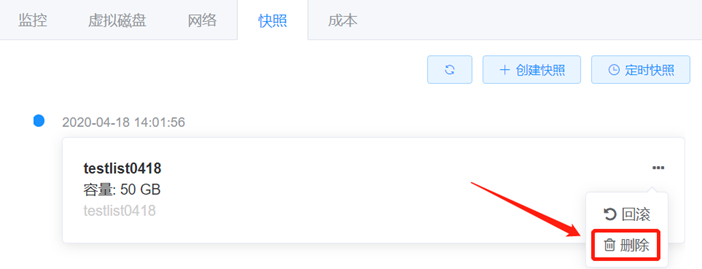 监控 虚拟磁盘 网络 快照 成本
创建快照 定时快照
2020-04-18 14:01:56
testlist0418
容量: 50 GB
testlist0418
回滚
删除